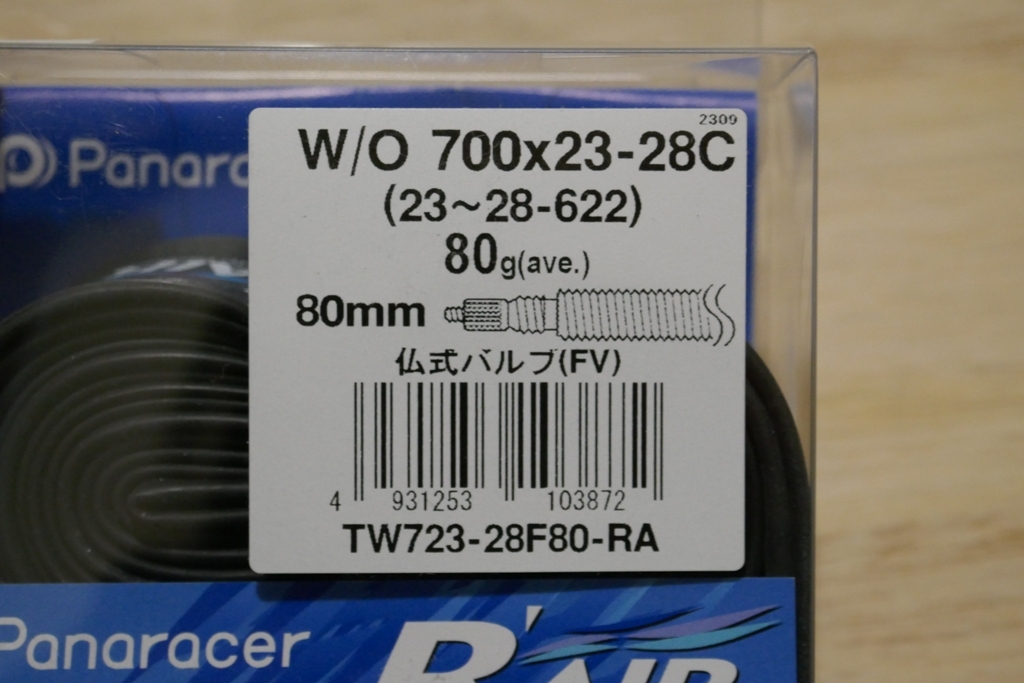 2309
W/O 700x23-28C
(23～28-622)
80g(ave.)
80mm
仏式バルブ(FV)
4 931253 103872
TW723-28F80-RA
Panaracer
R'AIR